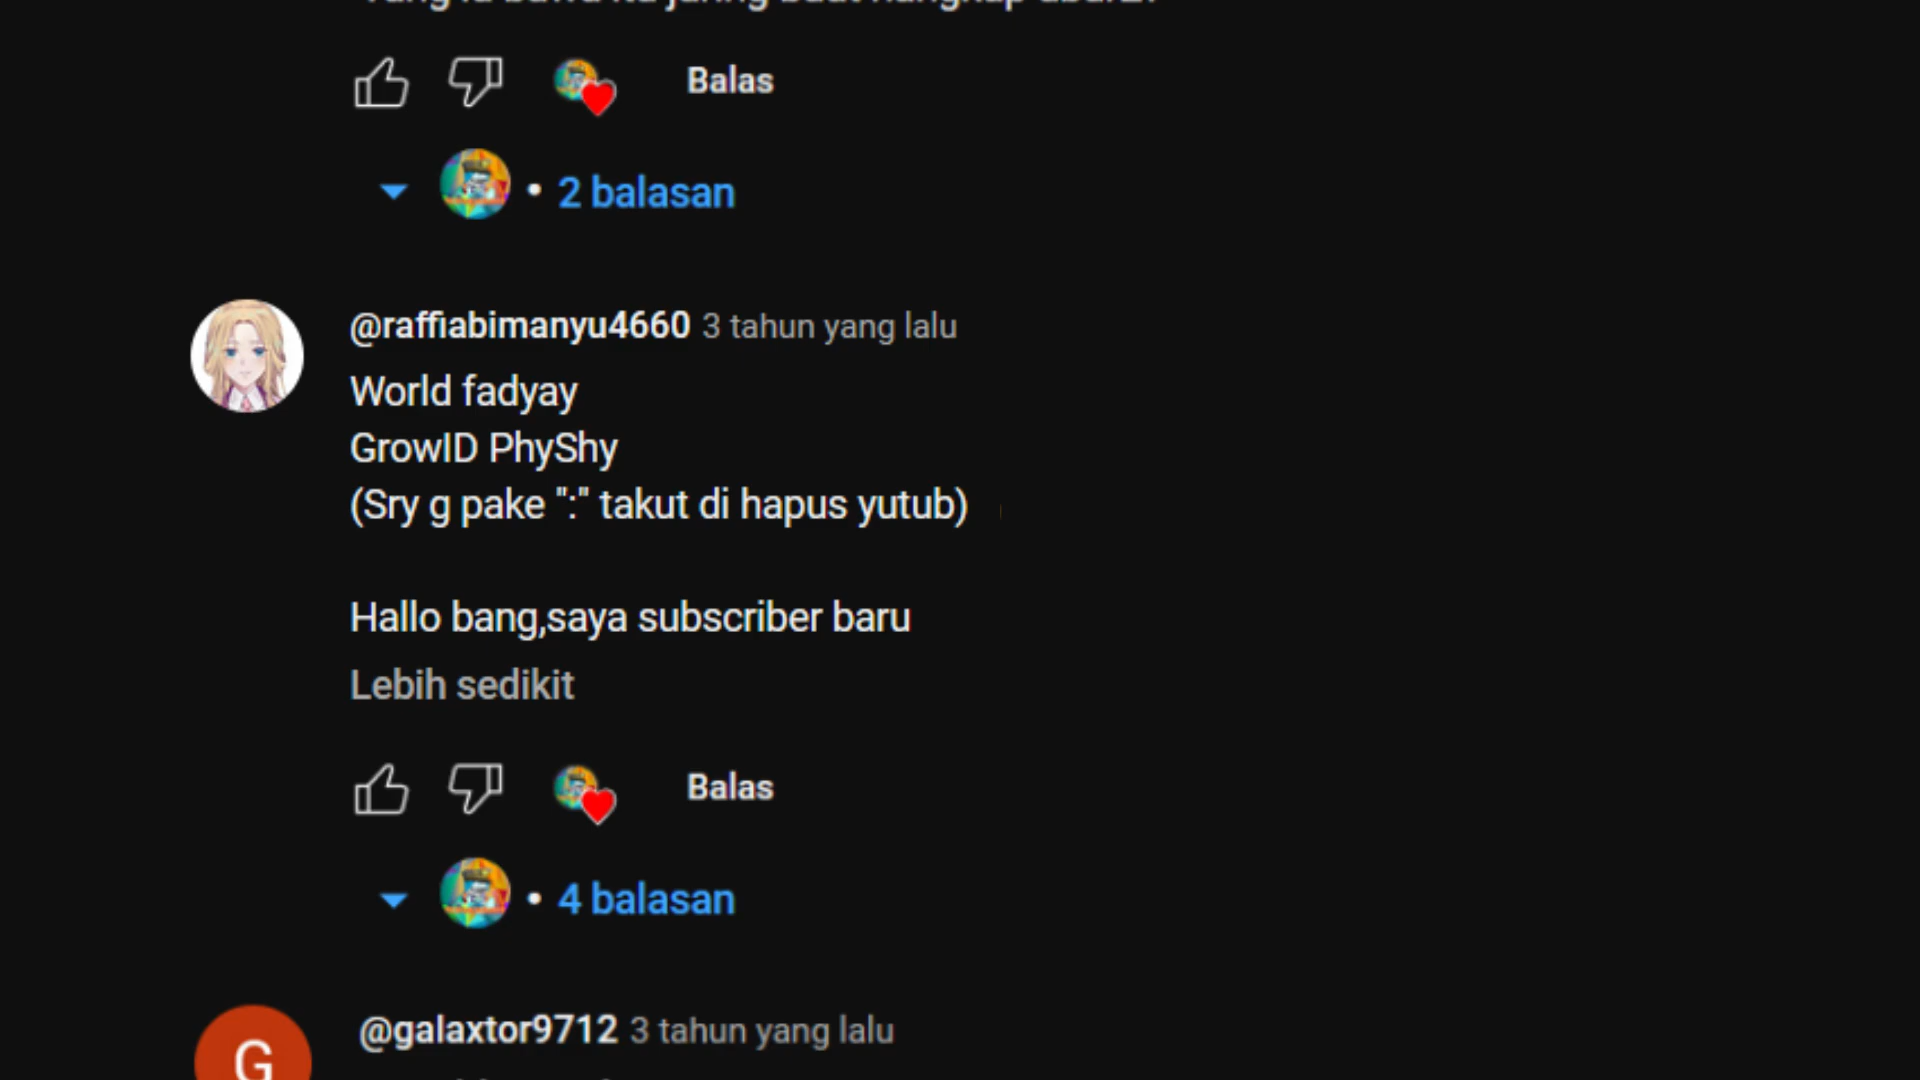 Balas
• 2 balasan
@raffiabimanyu4660 3 tahun yang lalu
World fadyay
GrowID PhyShy
(Sry g pake ":" takut di hapus yutub)
Hallo bang,saya subscriber baru
Lebih sedikit
Balas
• 4 balasan
G
@galaxtor9712 3 tahun yang lalu